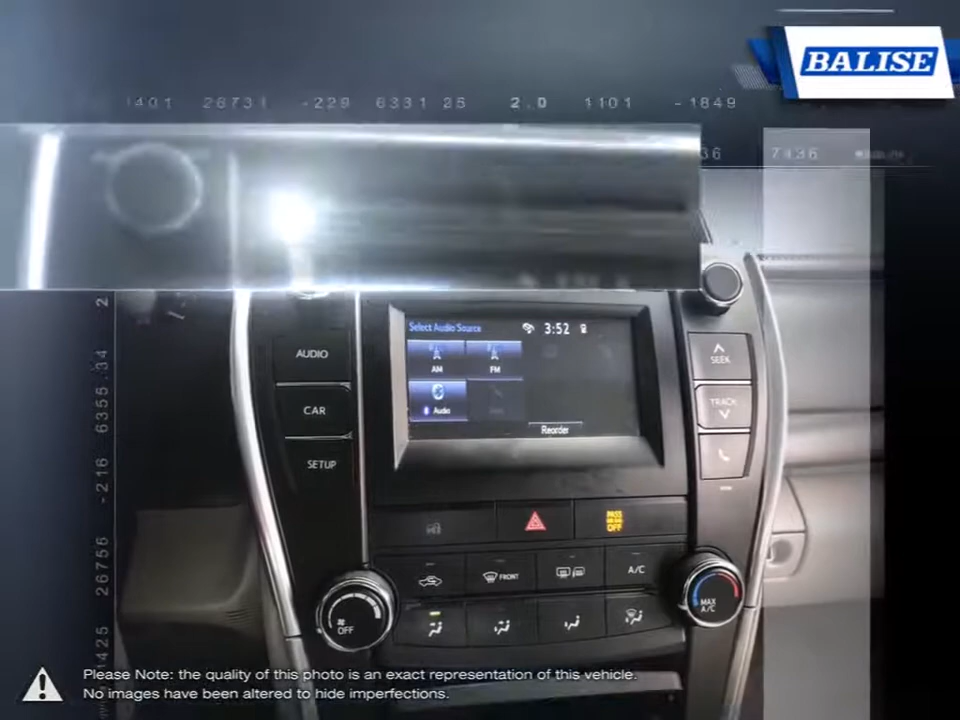 BALISE
1401 26731 -229 6331 25 2.0 1101 -1849
36 7436
2
6355.34
-216
26756
1425
Select Audio Source 3:52
AM FM
Audio
Reorder
AUDIO
CAR
SETUP
SEEK
TRACK
PASS
OFF
FRONT
A/C
OFF
MAX
A/C
Please Note: the quality of this photo is an exact representation of this vehicle.
No images have been altered to hide imperfections.